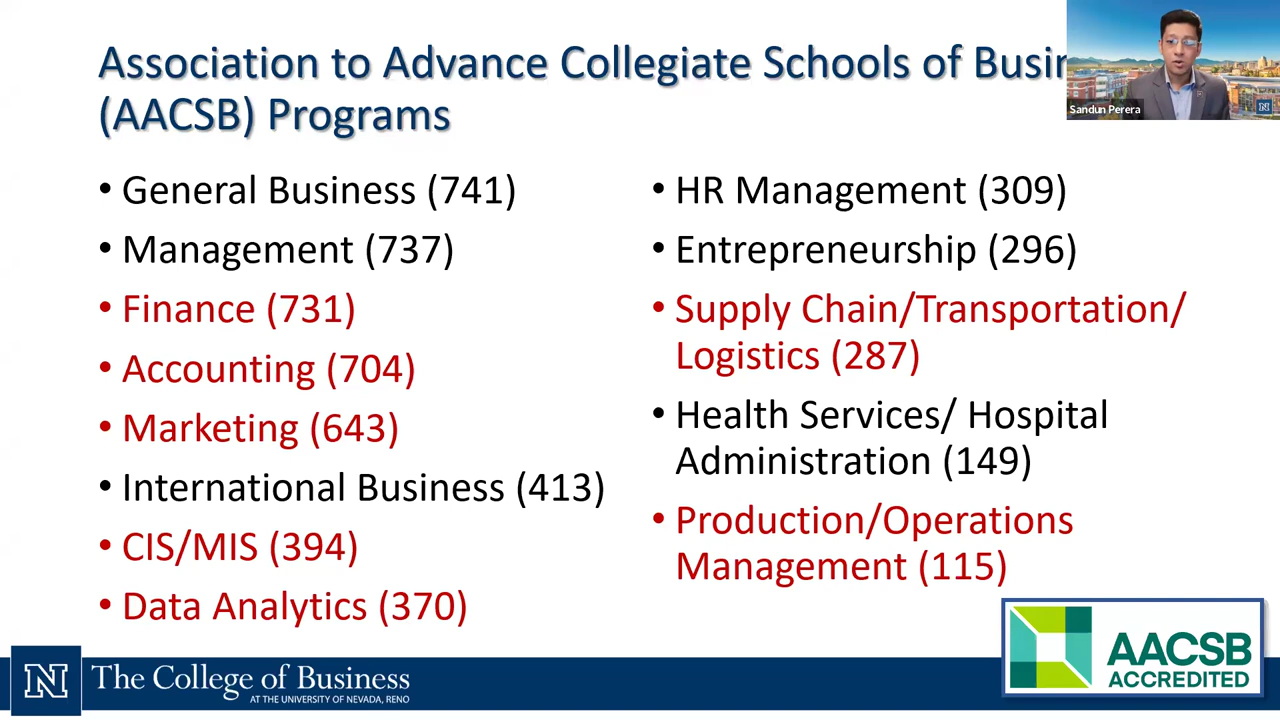 Association to Advance Collegiate Schools of Busin
(AACSB) Programs
Sandun Perera
N
• General Business (741)
• Management (737)
• Finance (731)
• Accounting (704)
• Marketing (643)
• International Business (413)
• CIS/MIS (394)
• Data Analytics (370)
• HR Management (309)
• Entrepreneurship (296)
• Supply Chain/Transportation/
Logistics (287)
• Health Services/ Hospital
Administration (149)
• Production/Operations
Management (115)
N
The College of Business
AT THE UNIVERSITY OF NEVADA, RENO
AACSB
ACCREDITED